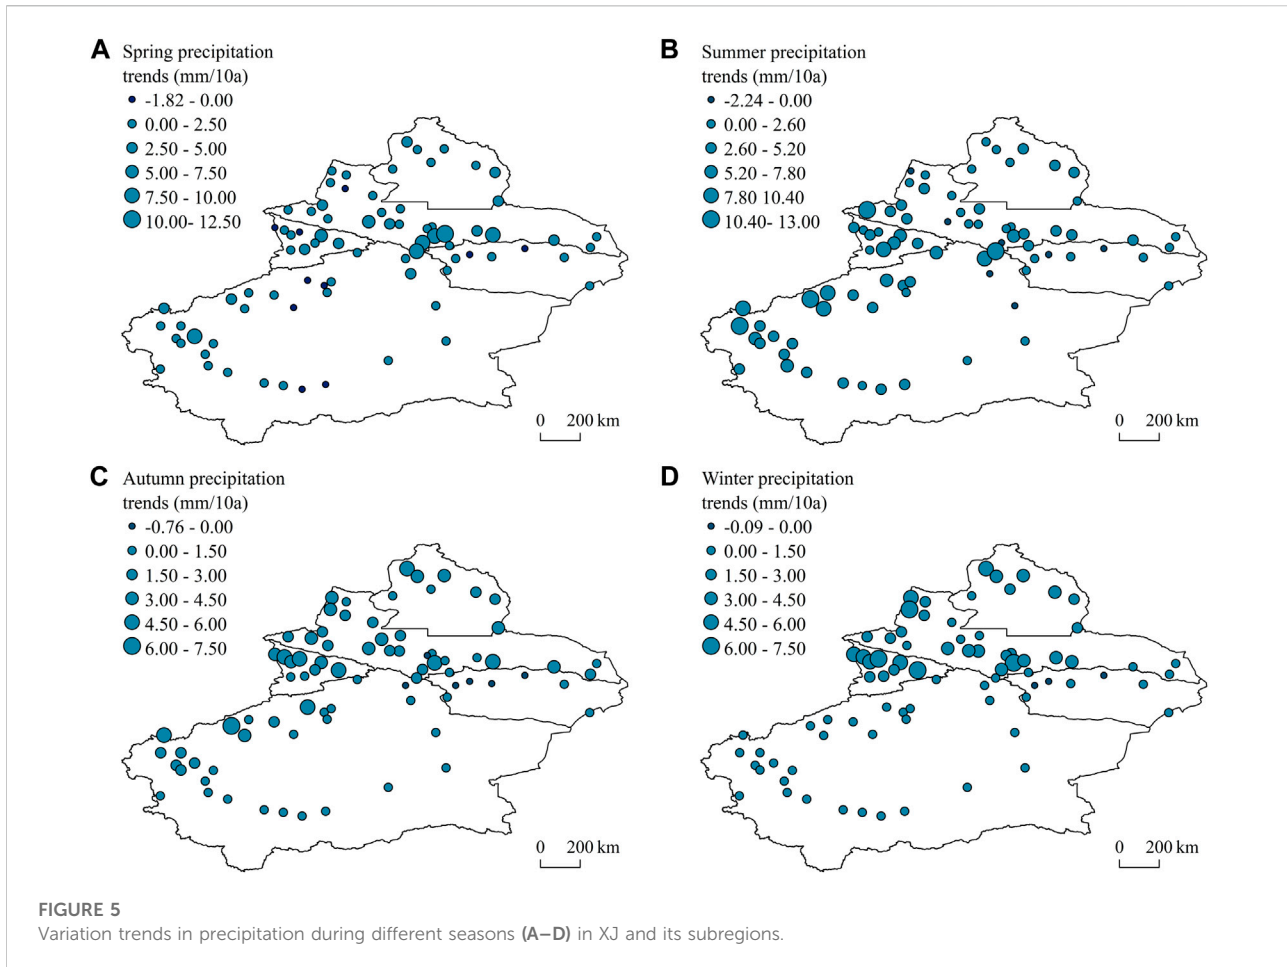 A Spring precipitation
trends (mm/10a)
-1.82 - 0.00
0.00 - 2.50
2.50 - 5.00
5.00 - 7.50
7.50 - 10.00
10.00- 12.50
0 200 km
B Summer precipitation
trends (mm/10a)
-2.24 - 0.00
0.00 - 2.60
2.60 - 5.20
5.20 - 7.80
7.80 10.40
10.40- 13.00
0 200 km
C Autumn precipitation
trends (mm/10a)
-0.76 - 0.00
0.00 - 1.50
1.50 - 3.00
3.00 - 4.50
4.50 - 6.00
6.00 - 7.50
0 200 km
D Winter precipitation
trends (mm/10a)
-0.09 - 0.00
0.00 - 1.50
1.50 - 3.00
3.00 - 4.50
4.50 - 6.00
6.00 - 7.50
0 200 km
FIGURE 5
Variation trends in precipitation during different seasons (A–D) in XJ and its subregions.